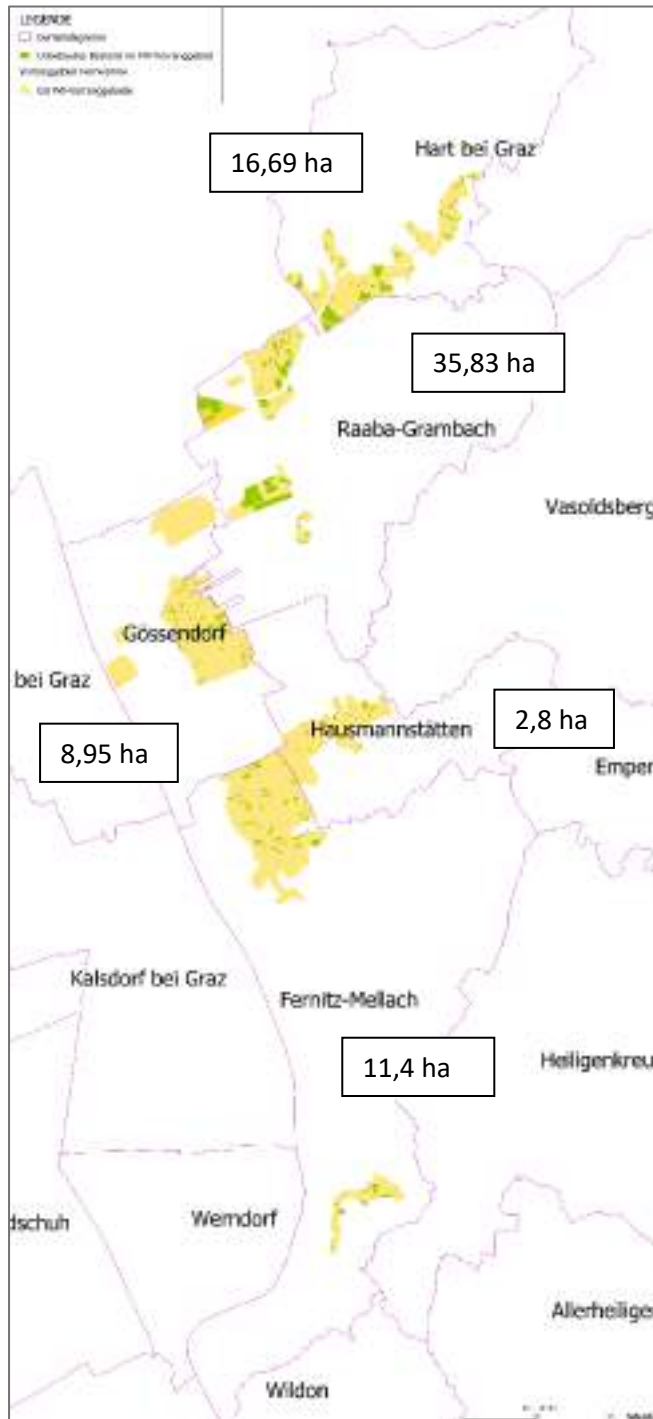 LEGENDE
16,69 ha
Hart bei Graz
35,83 ha
Raaba-Grambach
Vasoldsberg
Gössendorf
bei Graz
8,95 ha
Hausmannstätten
2,8 ha
Emper
Kalsdorf bei Graz
Fernitz-Mellach
11,4 ha
Heiligenkreu
dschuh
Werndorf
Allerheilige
Wildon